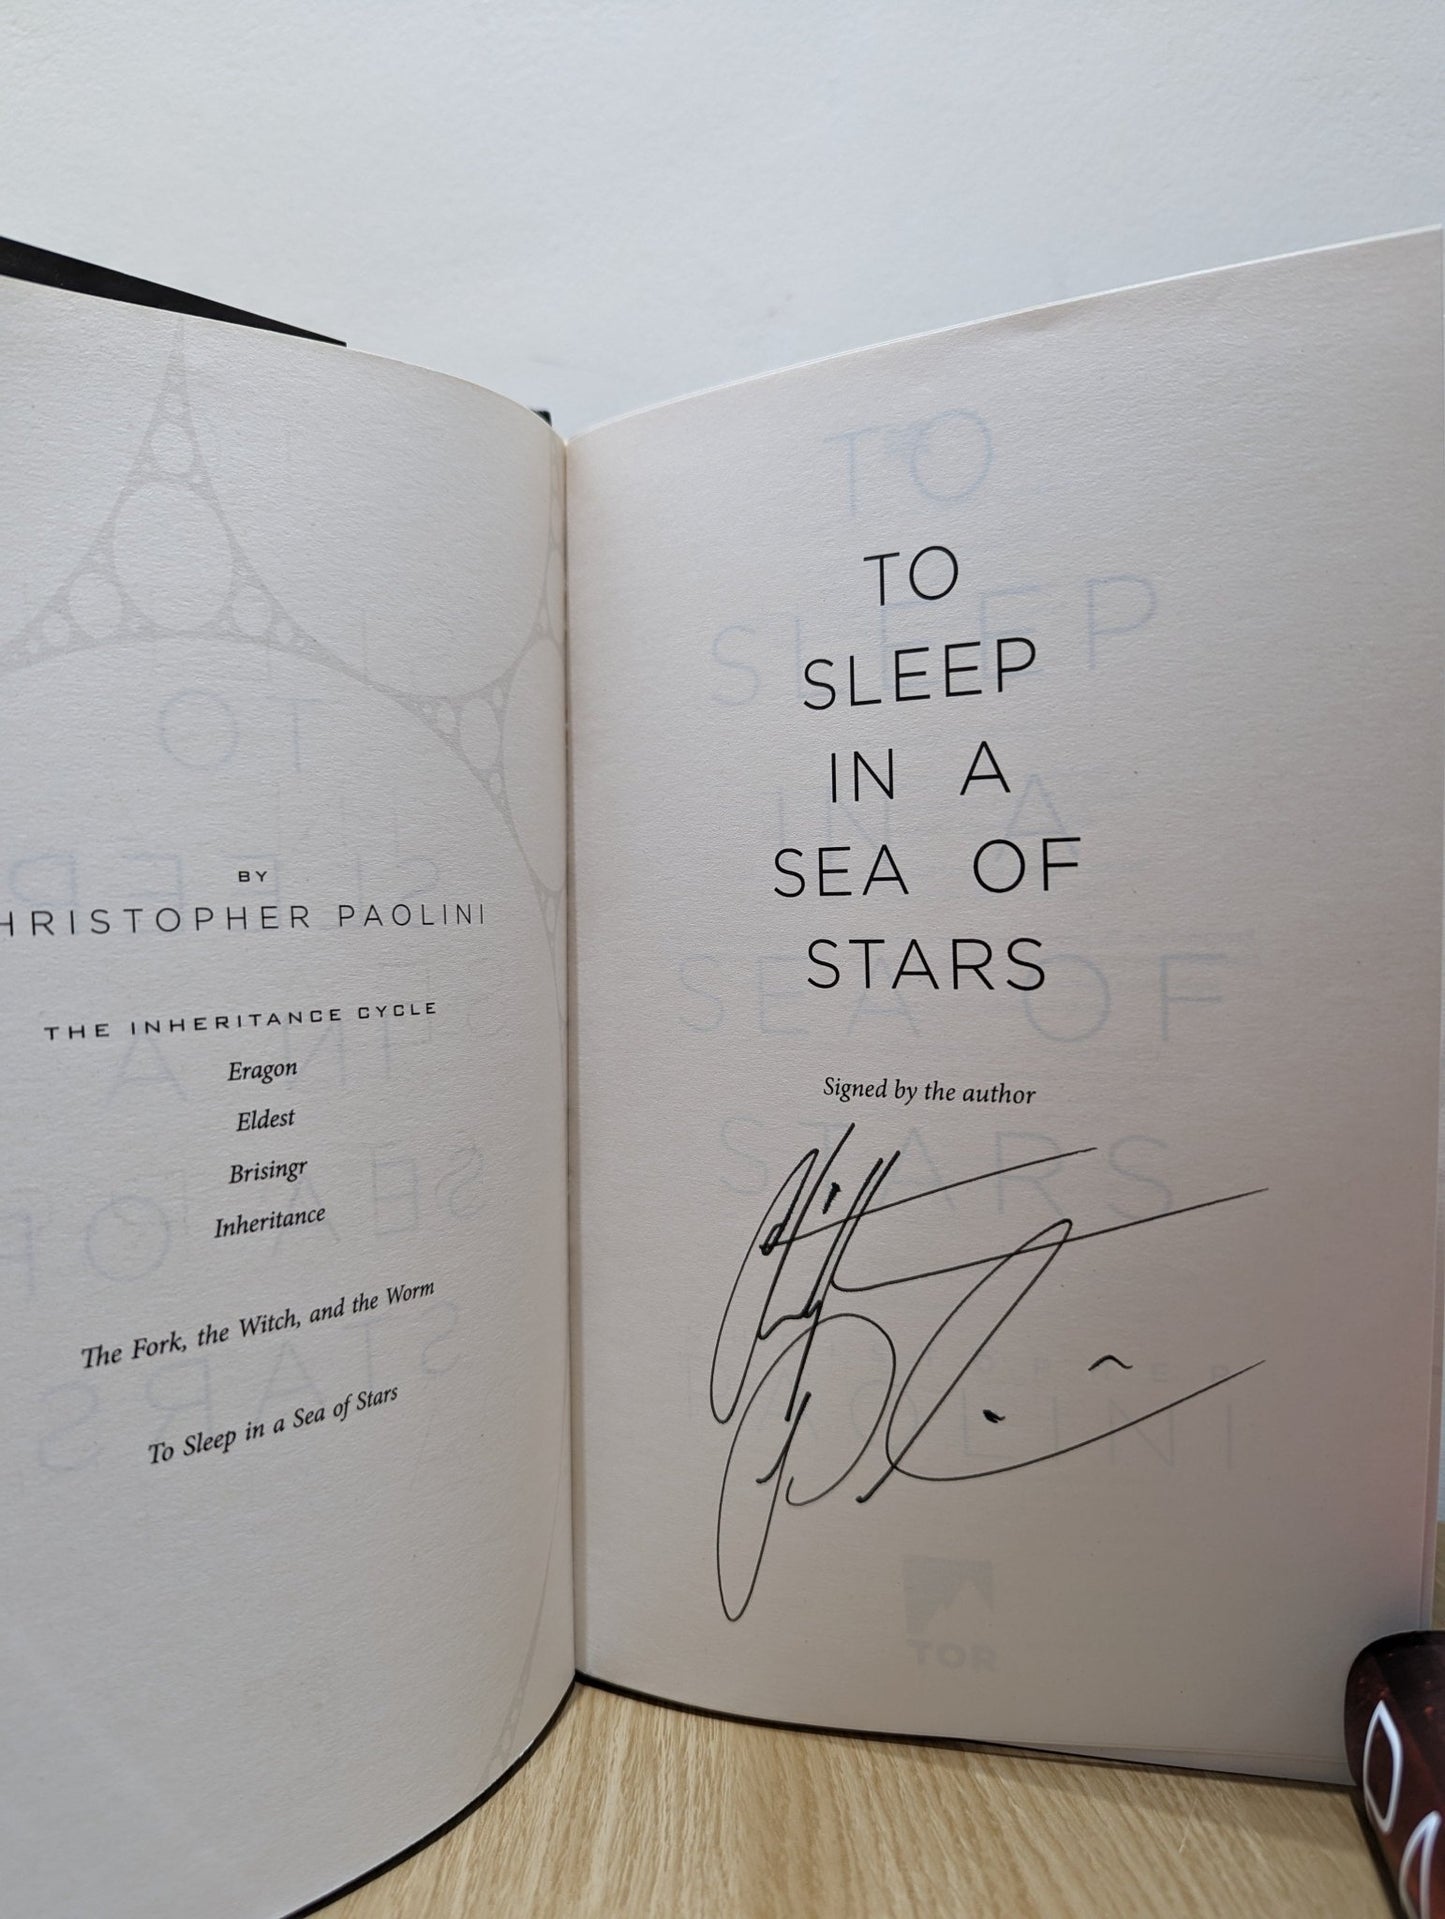 BY
HRISTOPHER PAOLINI
THE INHERITANCE CYCLE
Eragon
Eldest
Brisingr
Inheritance
The Fork, the Witch, and the Worm
To Sleep in a Sea of Stars
TO
SLEEP
IN A
SEA OF
STARS
Signed by the author
TOR